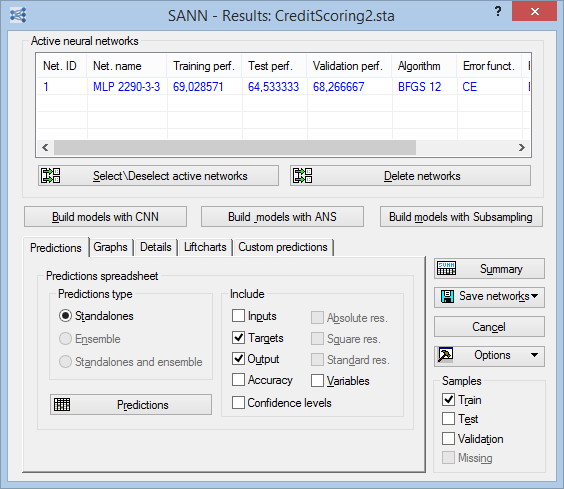 SANN - Results: CreditScoring2.sta
? X
Active neural networks
Net. ID Net. name Training perf. Test perf. Validation perf. Algorithm Error funct.
1 MLP 2290-3-3 69,028571 64,533333 68,266667 BFGS 12 CE
Select\Deselect active networks Delete networks
Build models with CNN Build models with ANS Build models with Subsampling
Predictions Graphs Details Liftcharts Custom predictions
Predictions spreadsheet
Predictions type
Standalones
Ensemble
Standalones and ensemble
Predictions
Include
Inputs Absolute res.
Targets Square res.
Output Standard res.
Accuracy Variables
Confidence levels
Summary
Save networks
Cancel
Options
Samples
Train
Test
Validation
Missing